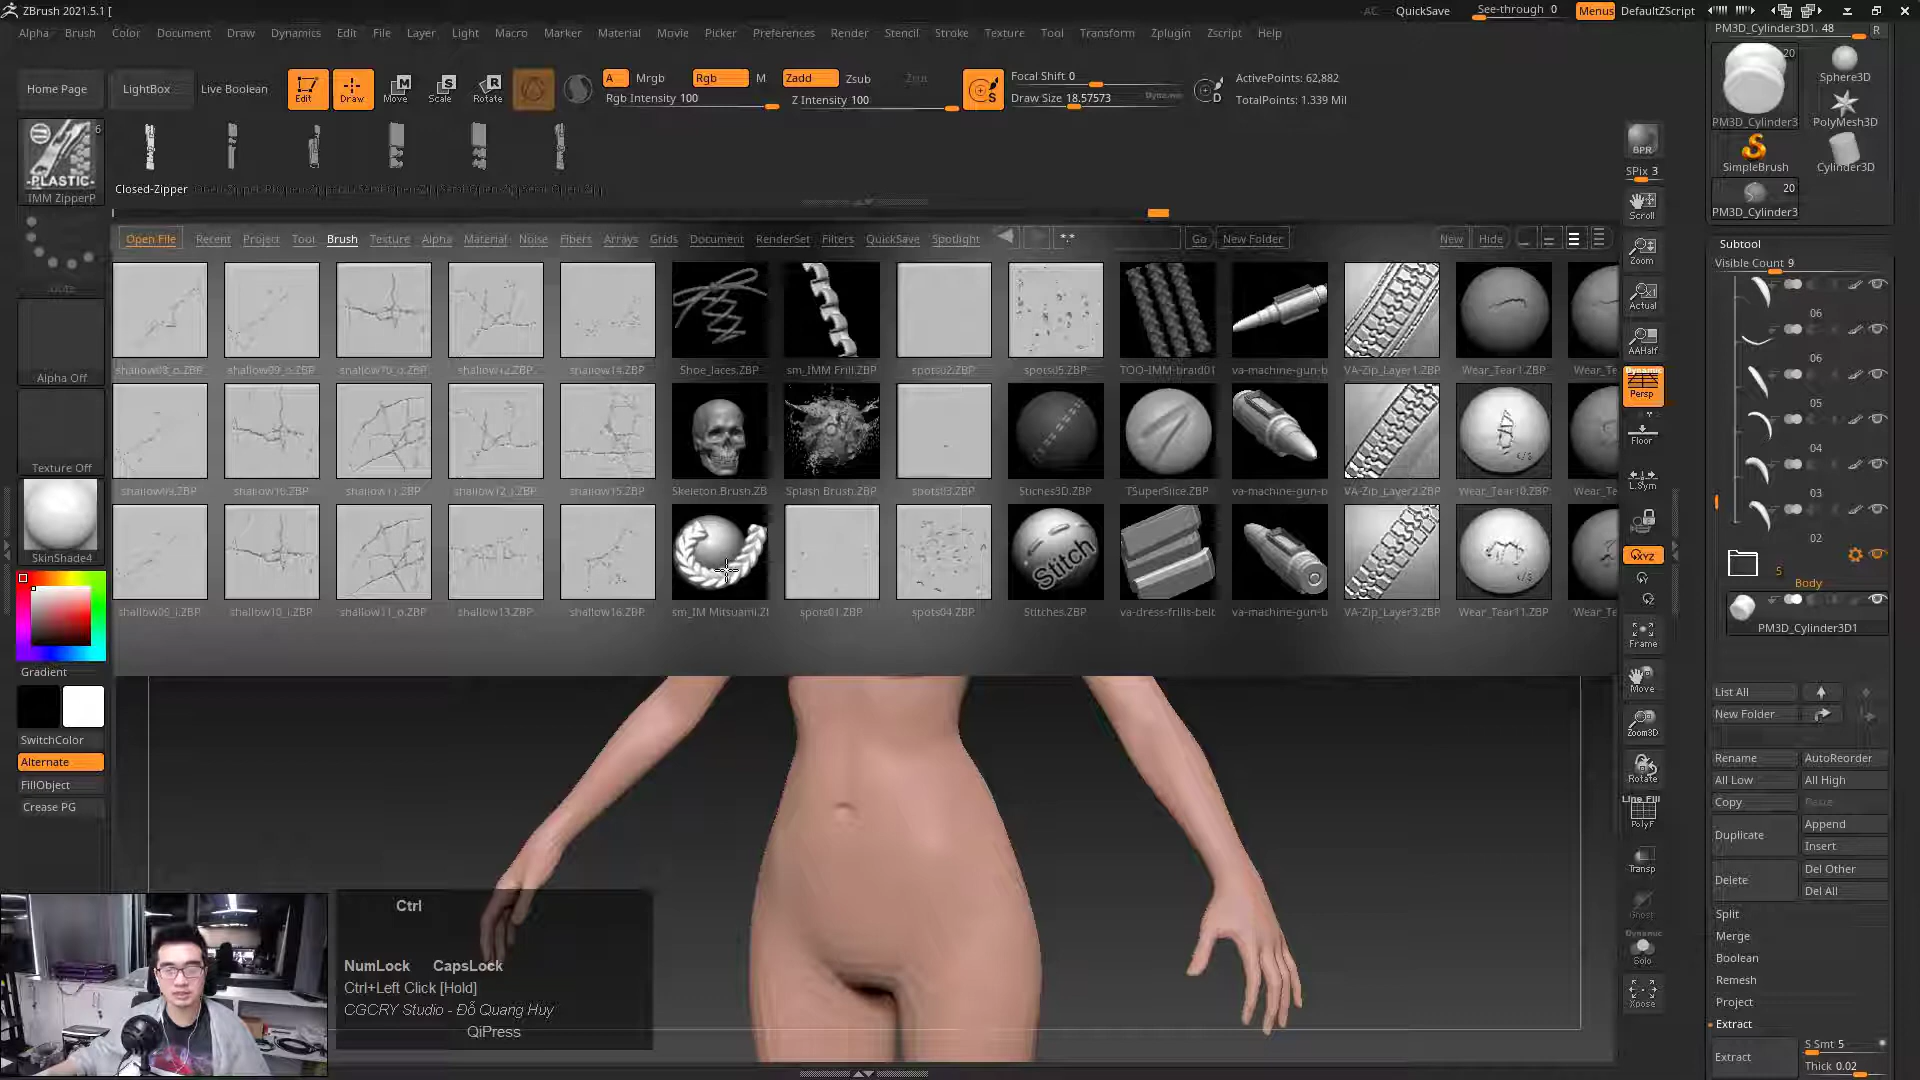 ZBrush 2021.5.1 [
AC QuickSave See-through 0 Menus DefaultZScript
Alpha Brush Color Document Draw Dynamics Edit File Layer Light Macro Marker Material Movie Picker Preferences Render Stencil Stroke Texture Tool Transform Zplugin Zscript Help
Home Page LightBox Live Boolean Edit Draw Move Scale Rotate
A Mrgb Rgb M Zadd Zsub Zcut
Rgb Intensity 100 Z Intensity 100
Focal Shift 0
Draw Size 18.57573 Dynamic
ActivePoints: 62,882
TotalPoints: 1.339 Mil
6
-PLASTIC-
IMM ZipperP
Closed-Zipper
Open File Recent Project Tool Brush Texture Alpha Material Noise Fibers Arrays Grids Document RenderSet Filters QuickSave Spotlight *.* Go New Folder New Hide
shallow12.ZBP shallow14.ZBP Shoe_laces.ZBP sm_IMM Frill.ZBP spots02.ZBP spots05.ZBP TOO-IMM-braid01 va-machine-gun-b VA-Zip_Layer1.ZBP Wear_Tear1.ZBP Wear_Te
shallow09.ZBP shallow10.ZBP shallow11.ZBP shallow12_i.ZBP shallow15.ZBP Skeleton Brush.ZB Splash Brush.ZBP spots03.ZBP Stiches3D.ZBP TSuperSlice.ZBP va-machine-gun-b VA-Zip_Layer2.ZBP Wear_Tear10.ZBP Wear_Te
Stitch
shallow09_i.ZBP shallow10_i.ZBP shallow11_o.ZBP shallow13.ZBP shallow16.ZBP sm_IM Mitsuami.Z spots01.ZBP spots04.ZBP Stitches.ZBP va-dress-frills-belt va-machine-gun-b VA-Zip_Layer3.ZBP Wear_Tear11.ZBP Wear_Te
Alpha Off
Texture Off
SkinShade4
Gradient
SwitchColor
Alternate
FillObject
Crease PG
Ctrl
NumLock CapsLock
Ctrl+Left Click [Hold]
CGCRY Studio - Đỗ Quang Huy
QiPress
BPR
SPix 3
Scroll
Zoom
Actual
AAHalf
Dynamic
Persp
Floor
L.Sym
XYZ
Frame
Move
Zoom3D
Rotate
Line Fill
PolyF
Transp
Ghost
Dynamic
Solo
Xpose
PM3D_Cylinder3D1. 48 R
20
PM3D_Cylinder3
Sphere3D
PolyMesh3D
SimpleBrush
Cylinder3D
20
PM3D_Cylinder3
Subtool
Visible Count 9
06
06
05
04
03
02
5
Body
PM3D_Cylinder3D1
List All
New Folder
Rename AutoReorder
All Low All High
Copy Paste
Duplicate Append
Insert
Delete Del Other
Del All
Split
Merge
Boolean
Remesh
Project
Extract
Extract S Smt 5
Thick 0.02